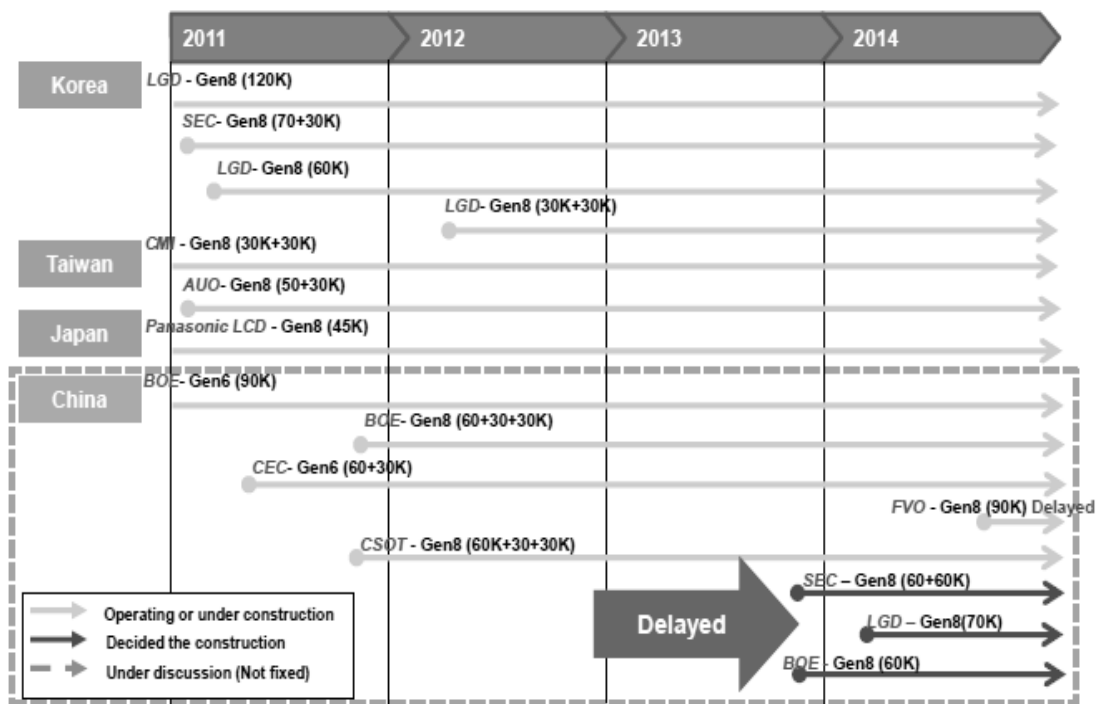 2011 2012 2013 2014
Korea
LGD - Gen8 (120K)
SEC- Gen8 (70+30K)
LGD- Gen8 (60K)
LGD- Gen8 (30K+30K)
Taiwan
CMI - Gen8 (30K+30K)
AUO- Gen8 (50+30K)
Japan
Panasonic LCD - Gen8 (45K)
China
BOE- Gen6 (90K)
BOE- Gen8 (60+30+30K)
CEC- Gen6 (60+30K)
FVO - Gen8 (90K) Delayed
CSOT - Gen8 (60K+30+30K)
Delayed
SEC – Gen8 (60+60K)
LGD – Gen8(70K)
BOE - Gen8 (60K)
Operating or under construction
Decided the construction
Under discussion (Not fixed)